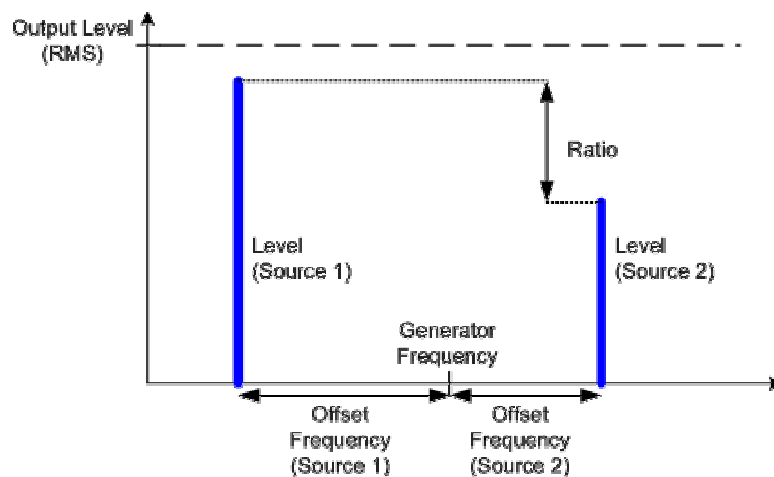 Output Level
(RMS)
Ratio
Level
(Source 1)
Level
(Source 2)
Generator
Frequency
Offset
Frequency
(Source 1)
Offset
Frequency
(Source 2)